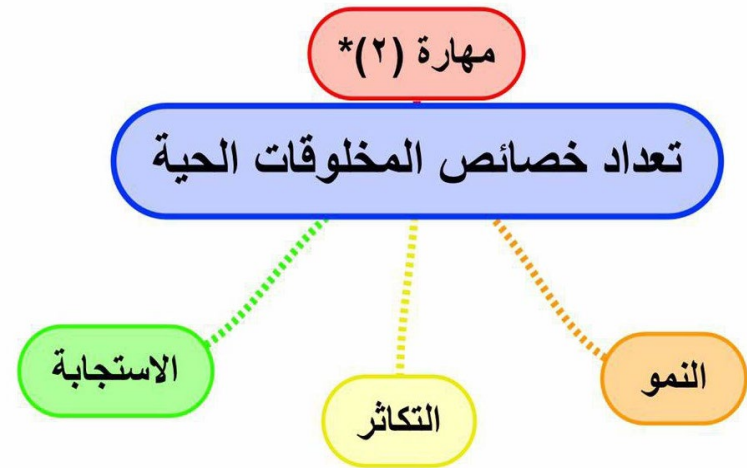 مهارة (٢)*
تعداد خصائص المخلوقات الحية
النمو
التكاثر
الاستجابة